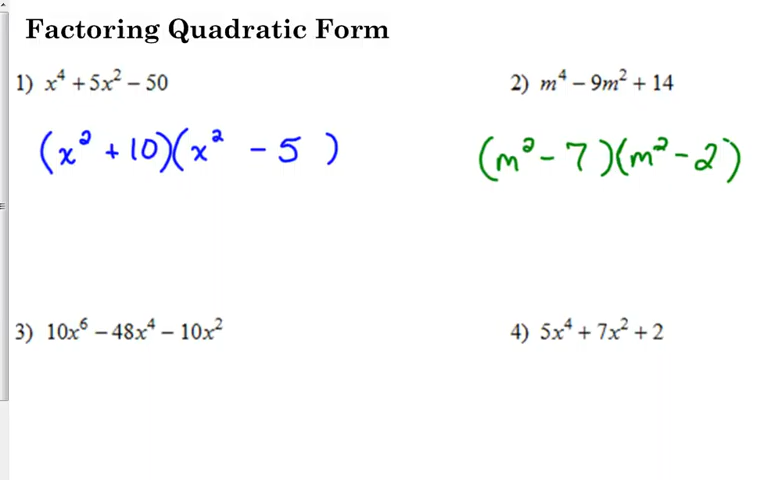 Factoring Quadratic Form
1) x⁴ + 5x² – 50
(x² + 10)(x² – 5)
2) m⁴ – 9m² + 14
(m² – 7)(m² – 2)
3) 10x⁶ – 48x⁴ – 10x²
4) 5x⁴ + 7x² + 2